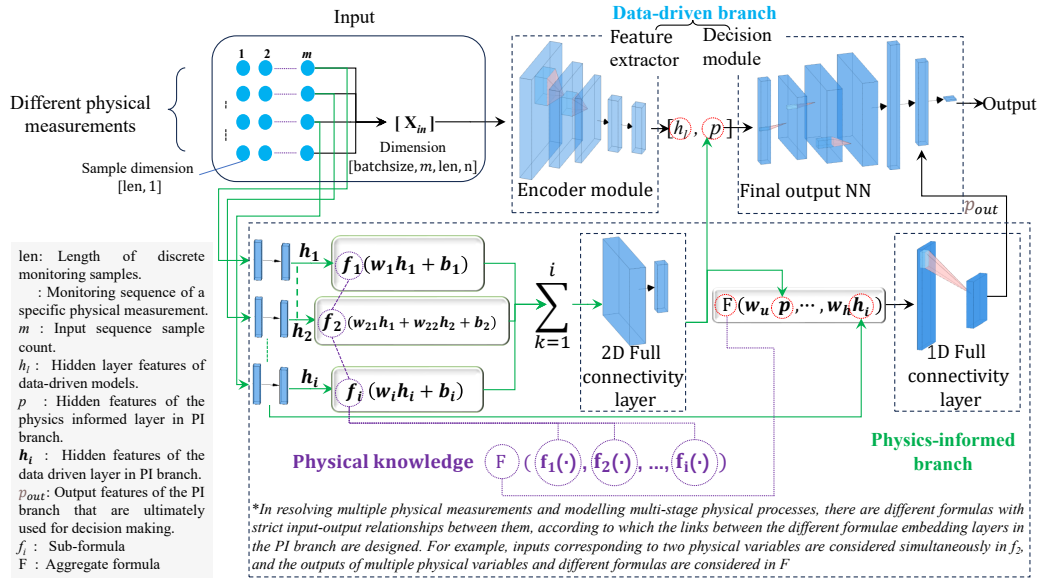 Input
Data-driven branch
Feature extractor
Decision module
1 2 m
Different physical measurements
[ X_in ]
Dimension
[batchsize, m, len, n]
Sample dimension
[len, 1]
Encoder module
[h_l, p]
Final output NN
Output
p_out
len: Length of discrete
monitoring samples.
: Monitoring sequence of a
specific physical measurement.
m : Input sequence sample
count.
h_l : Hidden layer features of
data-driven models.
p : Hidden features of the
physics informed layer in PI
branch.
h_i : Hidden features of the
data driven layer in PI branch.
p_out: Output features of the PI
branch that are ultimately
used for decision making.
f_i : Sub-formula
F : Aggregate formula
h_1
f_1(w_1h_1 + b_1)
h_2
f_2(w_21h_1 + w_22h_2 + b_2)
h_i
f_i(w_ih_i + b_i)
i
∑
k=1
2D Full
connectivity
layer
F(w_u p, ⋯, w_h h_i)
1D Full
connectivity
layer
Physics-informed
branch
Physical knowledge F ( f_1(·), f_2(·), ..., f_i(·) )
*In resolving multiple physical measurements and modelling multi-stage physical processes, there are different formulas with
strict input-output relationships between them, according to which the links between the different formulae embedding layers in
the PI branch are designed. For example, inputs corresponding to two physical variables are considered simultaneously in f_2,
and the outputs of multiple physical variables and different formulas are considered in F